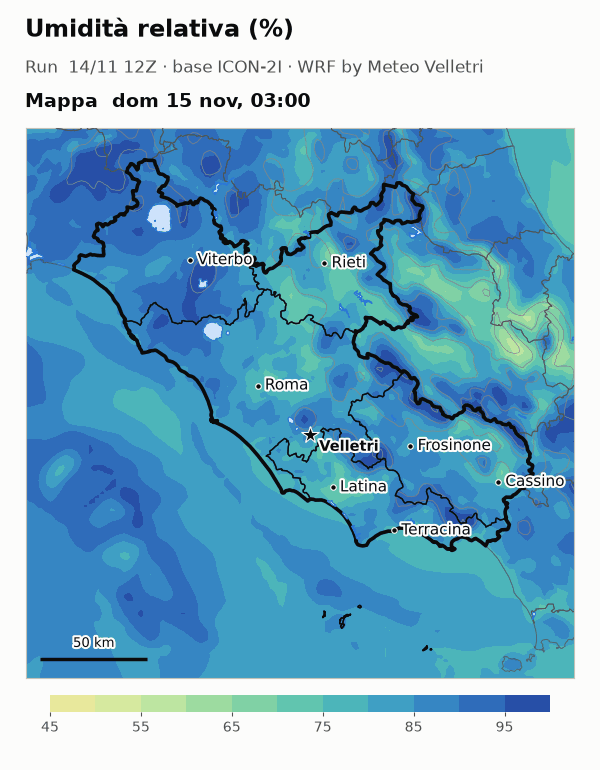 Umidità relativa (%)
Run  14/11 12Z · base ICON-2I · WRF by Meteo Velletri
Mappa  dom 15 nov, 03:00
Viterbo
Rieti
Roma
Velletri
Frosinone
Cassino
Latina
Terracina
50 km
45 55 65 75 85 95